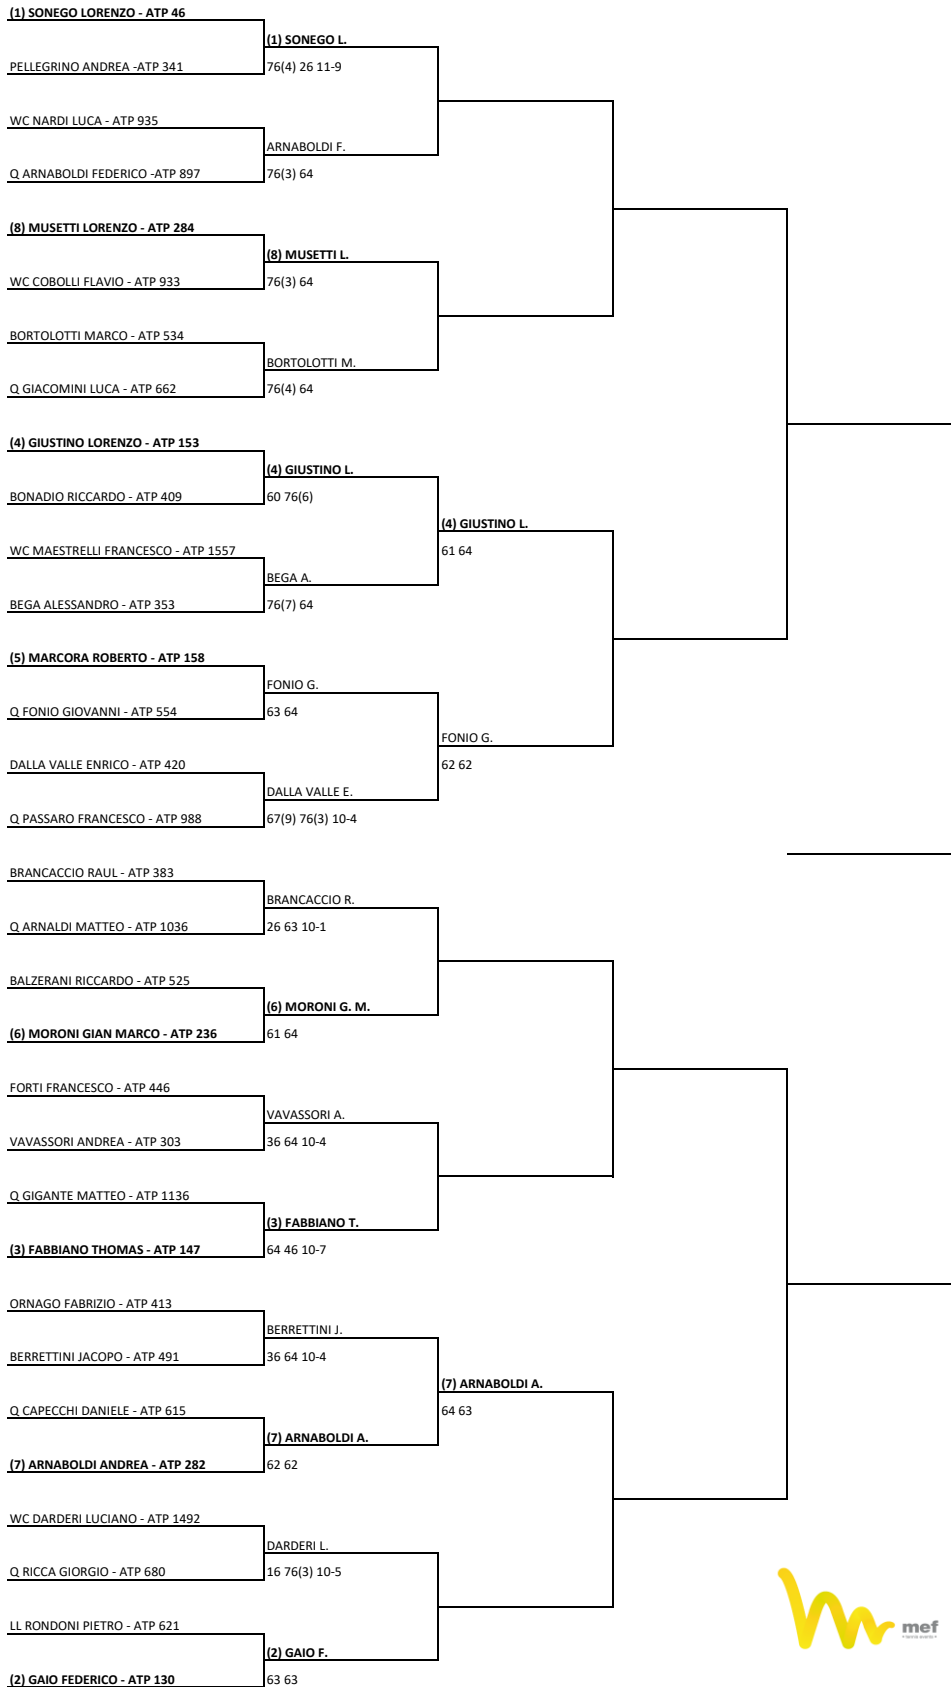 (1) SONEGO LORENZO - ATP 46
(1) SONEGO L.
PELLEGRINO ANDREA -ATP 341
76(4) 26 11-9
WC NARDI LUCA - ATP 935
ARNABOLDI F.
Q ARNABOLDI FEDERICO -ATP 897
76(3) 64
(8) MUSETTI LORENZO - ATP 284
(8) MUSETTI L.
WC COBOLLI FLAVIO - ATP 933
76(3) 64
BORTOLOTTI MARCO - ATP 534
BORTOLOTTI M.
Q GIACOMINI LUCA - ATP 662
76(4) 64
(4) GIUSTINO LORENZO - ATP 153
(4) GIUSTINO L.
BONADIO RICCARDO - ATP 409
60 76(6)
(4) GIUSTINO L.
WC MAESTRELLI FRANCESCO - ATP 1557
61 64
BEGA A.
BEGA ALESSANDRO - ATP 353
76(7) 64
(5) MARCORA ROBERTO - ATP 158
FONIO G.
Q FONIO GIOVANNI - ATP 554
63 64
FONIO G.
DALLA VALLE ENRICO - ATP 420
62 62
DALLA VALLE E.
Q PASSARO FRANCESCO - ATP 988
67(9) 76(3) 10-4
BRANCACCIO RAUL - ATP 383
BRANCACCIO R.
Q ARNALDI MATTEO - ATP 1036
26 63 10-1
BALZERANI RICCARDO - ATP 525
(6) MORONI G. M.
(6) MORONI GIAN MARCO - ATP 236
61 64
FORTI FRANCESCO - ATP 446
VAVASSORI A.
VAVASSORI ANDREA - ATP 303
36 64 10-4
Q GIGANTE MATTEO - ATP 1136
(3) FABBIANO T.
(3) FABBIANO THOMAS - ATP 147
64 46 10-7
ORNAGO FABRIZIO - ATP 413
BERRETTINI J.
BERRETTINI JACOPO - ATP 491
36 64 10-4
(7) ARNABOLDI A.
Q CAPECCHI DANIELE - ATP 615
64 63
(7) ARNABOLDI A.
(7) ARNABOLDI ANDREA - ATP 282
62 62
WC DARDERI LUCIANO - ATP 1492
DARDERI L.
Q RICCA GIORGIO - ATP 680
16 76(3) 10-5
LL RONDONI PIETRO - ATP 621
mef
(2) GAIO F.
(2) GAIO FEDERICO - ATP 130
63 63